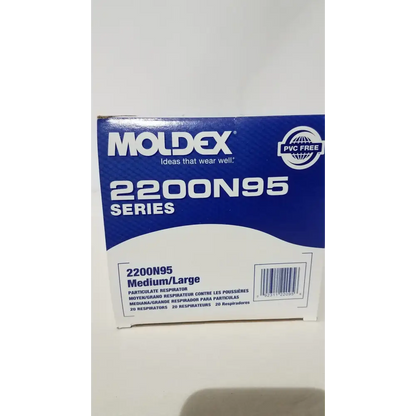 MOLDEX®
Ideas that wear well.™
PVC FREE
2200N95
SERIES
2200N95
Medium/Large
PARTICULATE RESPIRATOR
MOYEN/GRAND RESPIRATEUR CONTRE LES POUSSIÈRES
MEDIANA/GRANDE RESPIRADOR PARA PARTICULAS
20 RESPIRATORS 20 RESPIRATEURS 20 Respiradores